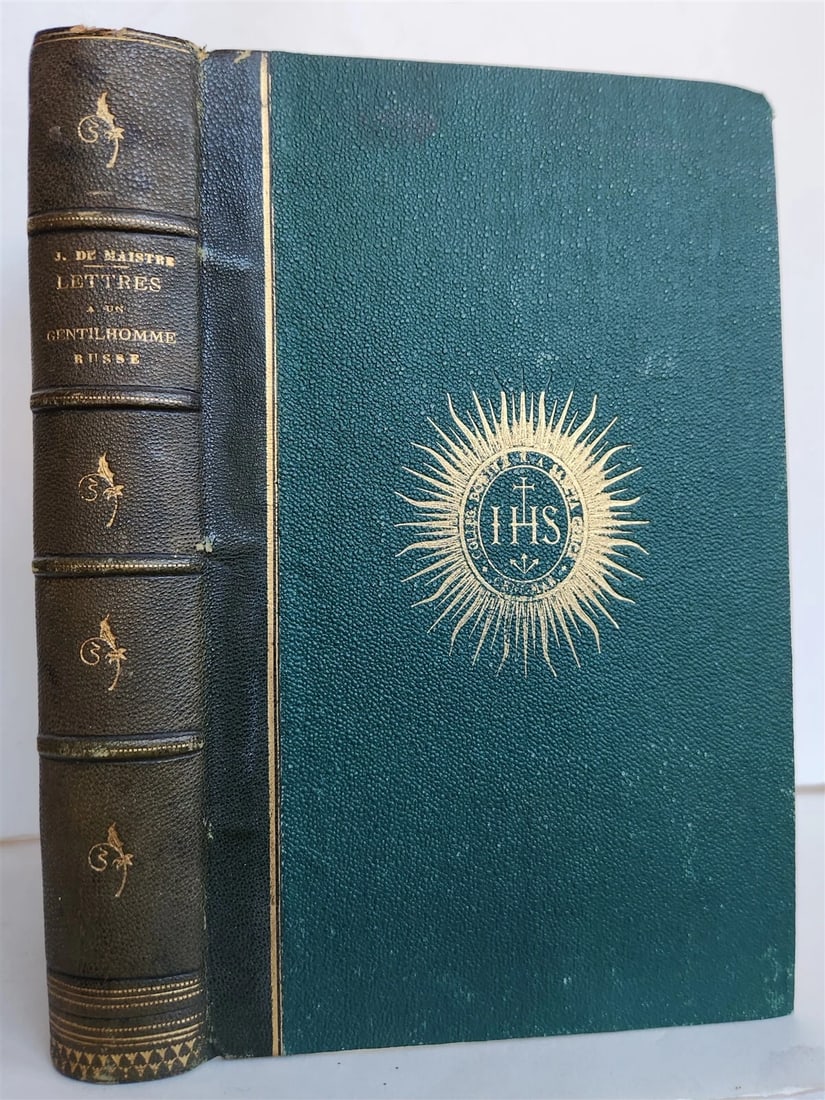 J. DE MAISTRE
LETTRES
A UN
GENTILHOMME
RUSSE
IHS